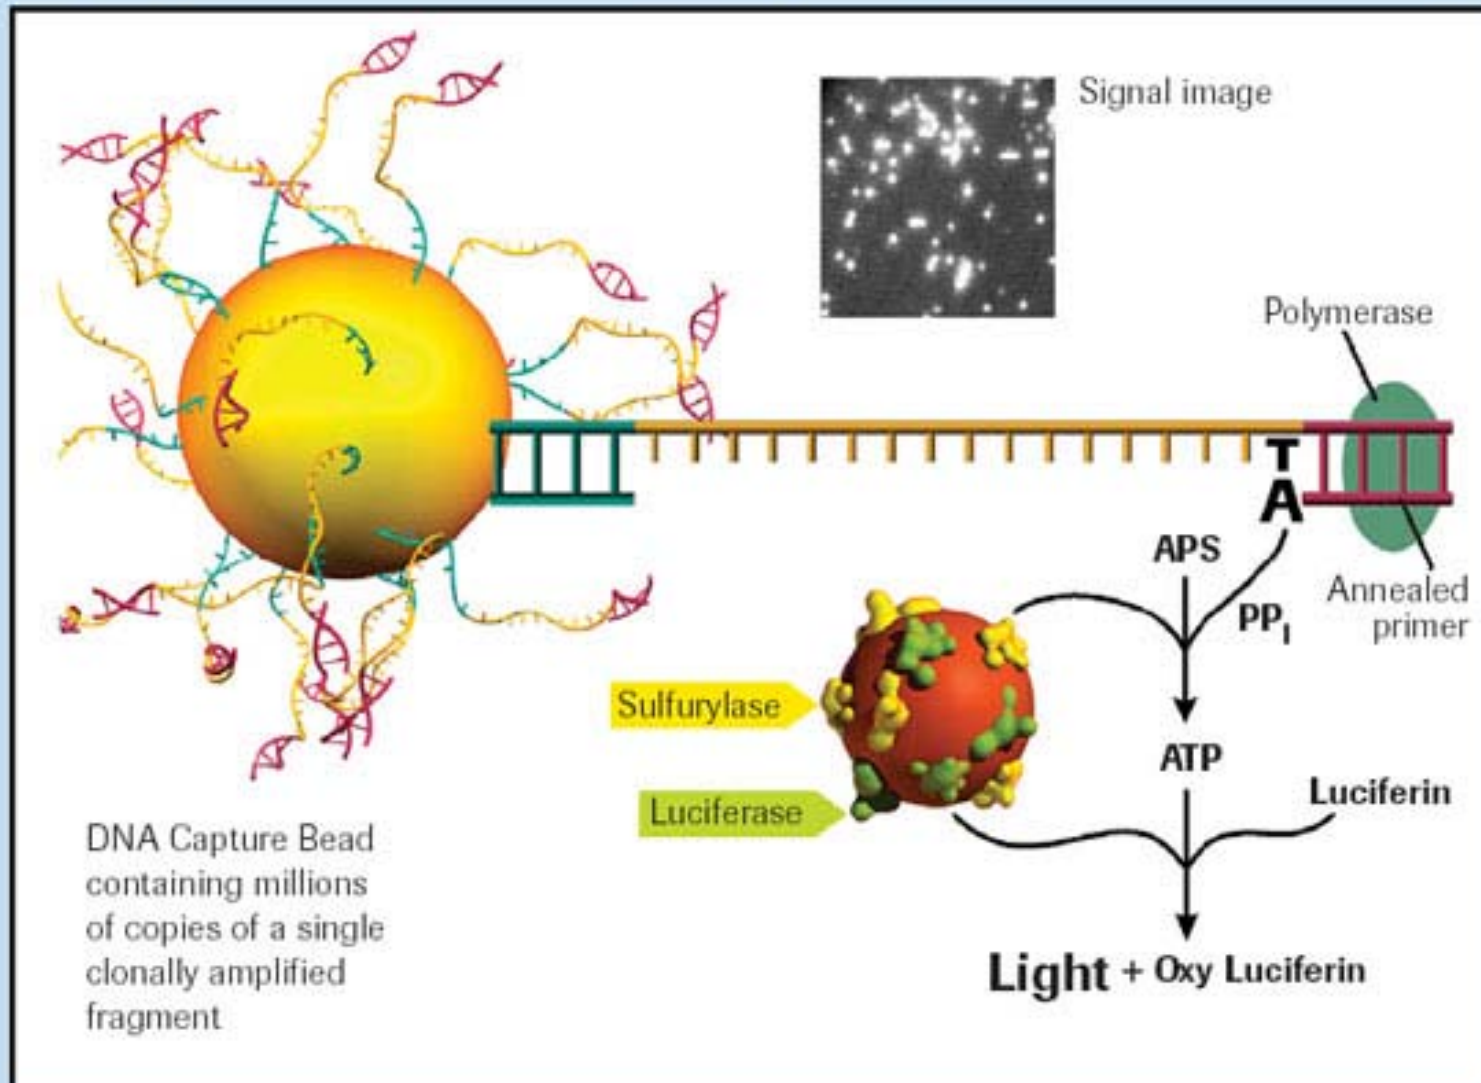 Signal image
Polymerase
T
A
APS
PPI
Annealed
primer
Sulfurylase
ATP
Luciferin
Luciferase
DNA Capture Bead
containing millions
of copies of a single
clonally amplified
fragment
Light + Oxy Luciferin